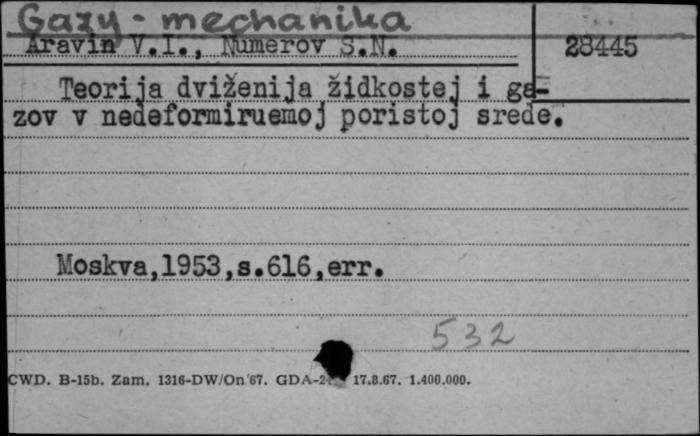 Gazy - mechanika
Aravin V.I., Numerov S.N. 28445
Teorija dviženija židkostej i ga-
zov v nedeformiruemoj poristoj srede.
Moskva,1953,s.616,err.
532
CWD. B-15b. Zam. 1316-DW/On/67. GDA-2 17.8.67. 1.400.000.